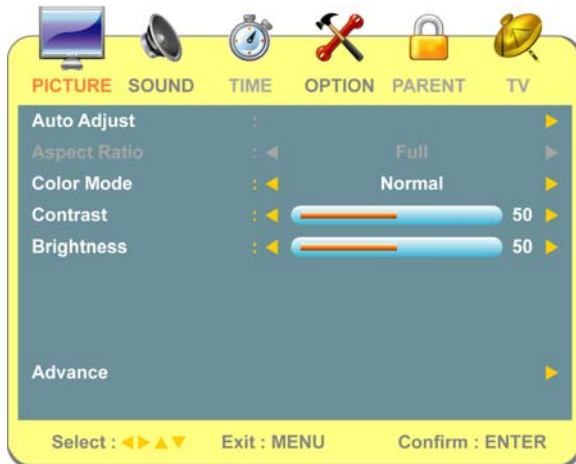 PICTURE SOUND TIME OPTION PARENT TV
Auto Adjust :
Aspect Ratio : Full
Color Mode : Normal
Contrast : 50
Brightness : 50
Advance
Select : ◀▶▲▼ Exit : MENU Confirm : ENTER